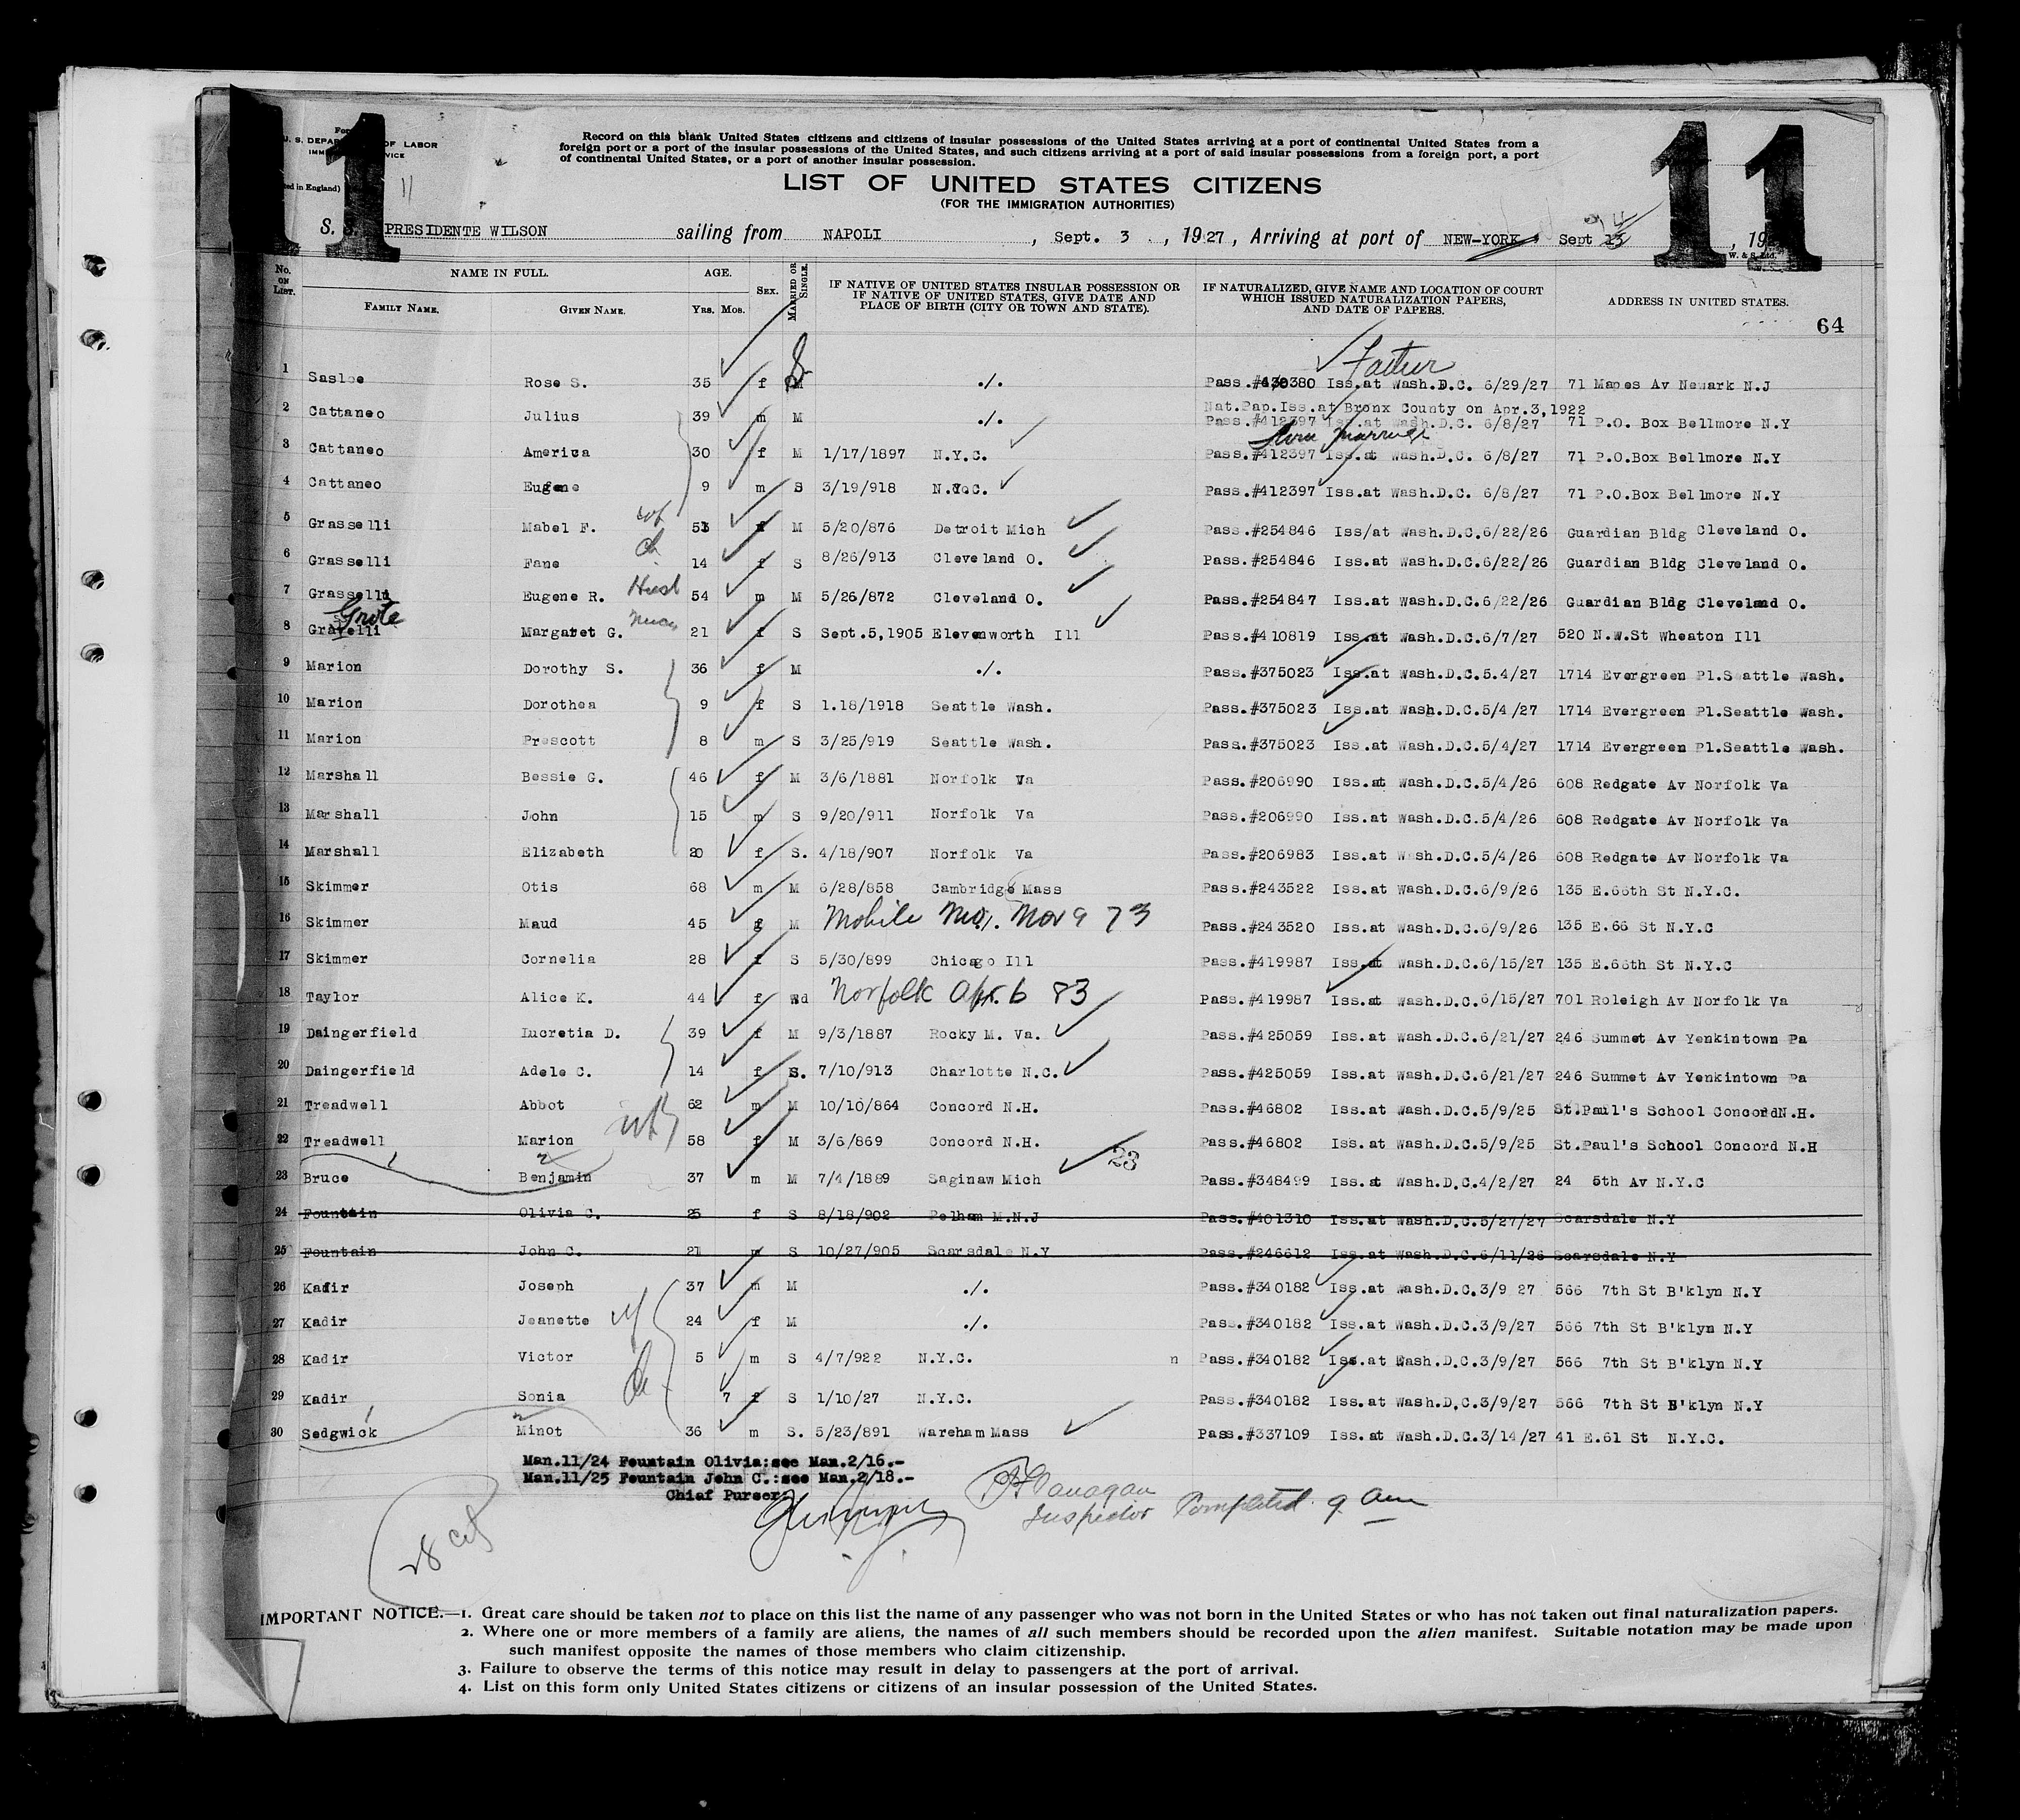 11
11
U. S. DEPARTMENT OF LABOR
11
Record on this blank United States citizens and citizens of insular possessions of the United States arriving at a port of continental United States from a
foreign port or a port of the insular possessions of the United States, and such citizens arriving at a port of said insular possessions from a foreign port, a port
of continental United States, or a port of another insular possession.
LIST OF UNITED STATES CITIZENS
(FOR THE IMMIGRATION AUTHORITIES)
S. S. PRESIDENTE WILSON sailing from NAPOLI , Sept. 3 , 1927, Arriving at port of NEW-YORK Sept 13 14 , 19
W. & S. Ltd.
No. ON LIST. NAME IN FULL. AGE. SEX. MARRIED OR SINGLE. IF NATIVE OF UNITED STATES INSULAR POSSESSION OR IF NATIVE OF UNITED STATES, GIVE DATE AND PLACE OF BIRTH (CITY OR TOWN AND STATE). IF NATURALIZED, GIVE NAME AND LOCATION OF COURT WHICH ISSUED NATURALIZATION PAPERS, AND DATE OF PAPERS. ADDRESS IN UNITED STATES.
FAMILY NAME. GIVEN NAME. YRS. MOS.
64
Father
1 Sasloe Rose S. 35 f S ./. Pass.#430380 Iss.at Wash.D.C. 6/29/27 71 Mapes Av Newark N.J
Nat.Pap.Iss.at Bronx County on Apr.3,1922
2 Cattaneo Julius 39 m M ./. Pass.#412397 Iss.at Wash.D.C. 6/8/27 71 P.O. Box Bellmore N.Y
marriage
3 Cattaneo America 30 f M 1/17/1897 N.Y.C. Pass.#412397 Iss.at Wash.D.C. 6/8/27 71 P.O.Box Bellmore N.Y
4 Cattaneo Eugene 9 m S 3/19/918 N.Y.C. Pass.#412397 Iss.at Wash.D.C. 6/8/27 71 P.O.Box Bellmore N.Y
5 Grasselli Mabel F. wf 51 f M 5/20/876 Detroit Mich Pass.#254846 Iss/at Wash.D.C.6/22/26 Guardian Bldg Cleveland O.
6 Grasselli Fane ch 14 f S 8/26/913 Cleveland O. Pass.#254846 Iss.at Wash.D.C.6/22/26 Guardian Bldg Cleveland O.
7 Grasselli Eugene R. Husb 54 m M 5/26/872 Cleveland O. Pass.#254847 Iss.at Wash.D.C.6/22/26 Guardian Bldg Cleveland O.
Grote
8 Gravelli Margaret G. 21 f S Sept.5,1905 Elevenworth Ill Pass.#410819 Iss.at Wash.D.C.6/7/27 520 N.W.St Wheaton Ill
9 Marion Dorothy S. 36 f M ./. Pass.#375023 Iss.at Wash.D.C.5.4/27 1714 Evergreen Pl.Seattle Wash.
10 Marion Dorothea 9 f S 1.18/1918 Seattle Wash. Pass.#375023 Iss.at Wash.D.C.5/4/27 1714 Evergreen Pl.Seattle Wash.
11 Marion Prescott 8 m S 3/25/919 Seattle Wash. Pass.#375023 Iss.at Wash.D.C.5/4/27 1714 Evergreen Pl.Seattle Wash.
12 Marshall Bessie G. 46 f M 3/6/1881 Norfolk Va Pass.#206990 Iss.at Wash.D.C.5/4/26 608 Redgate Av Norfolk Va
13 Marshall John 15 m S 9/20/911 Norfolk Va Pass.#206990 Iss.at Wash.D.C.5/4/26 608 Redgate Av Norfolk Va
14 Marshall Elizabeth 20 f S. 4/18/907 Norfolk Va Pass.#206983 Iss.at Wash.D.C.5/4/26 608 Redgate Av Norfolk Va
15 Skimmer Otis 68 m M 6/28/858 Cambridge Mass Pass.#243522 Iss.at Wash.D.C.6/9/26 135 E.66th St N.Y.C.
16 Skimmer Maud 45 f M Mobile Mo. Nov 9 73 Pass.#243520 Iss.at Wash.D.C.6/9/26 135 E.66 St N.Y.C
17 Skimmer Cornelia 28 f S 5/30/899 Chicago Ill Pass.#419987 Iss.at Wash.D.C.6/15/27 135 E.66th St N.Y.C
18 Taylor Alice K. 44 f Wd Norfolk Apr. 6 83 Pass.#419987 Iss.at Wash.D.C.6/15/27 701 Roleigh Av Norfolk Va
19 Daingerfield Lucretia D. 39 f M 9/3/1887 Rocky M. Va. Pass.#425059 Iss.at Wash.D.C.6/21/27 246 Summet Av Yenkintown Pa
20 Daingerfield Adele C. 14 f S. 7/10/913 Charlotte N.C. Pass.#425059 Iss.at Wash.D.C.6/21/27 246 Summet Av Yenkintown Pa
21 Treadwell Abbot 62 m M 10/10/864 Concord N.H. Pass.#46802 Iss.at Wash.D.C.5/9/25 St.Paul's School ConcordN.H.
22 Treadwell Marion wf 58 f M 3/6/869 Concord N.H. Pass.#46802 Iss.at Wash.D.C.5/9/25 St.Paul's School Concord N.H
23 Bruce Benjamin 37 m M 7/4/1889 Saginaw Mich 23 Pass.#348499 Iss.at Wash.D.C.4/2/27 24 5th Av N.Y.C
24 Fountain Olivia C. 25 f S 8/18/902 Pelham M.N.J Pass.#401310 Iss.at Wash.D.C.5/27/27 Scarsdale N.Y
25 Fountain John C. 21 m S 10/27/905 Scarsdale N.Y Pass.#246612 Iss.at Wash.D.C.6/11/26 Scarsdale N.Y
26 Kadir Joseph 37 m M ./. Pass.#340182 Iss.at Wash.D.C.3/9 27 566 7th St B'klyn N.Y
27 Kadir Jeanette wf 24 f M ./. Pass.#340182 Iss.at Wash.D.C.3/9/27 566 7th St B'klyn N.Y
28 Kadir Victor 5 m S 4/7/922 N.Y.C. n Pass.#340182 Iss.at Wash.D.C.3/9/27 566 7th St B'klyn N.Y
29 Kadir Sonia ch 7 f S 1/10/27 N.Y.C. Pass.#340182 Iss.at Wash.D.C.3/9/27 566 7th St B'klyn N.Y
30 Sedgwick Minot 36 m S. 5/23/891 Wareham Mass Pass.#337109 Iss.at Wash.D.C.3/14/27 41 E.61 St N.Y.C.
Man.11/24 Fountain Olivia:see Man.2/16.-
Man.11/25 Fountain John C.:see Man.2/18.-
Chief Purser:
Flanagan
Inspector Completed 9 am
28 cit
IMPORTANT NOTICE.—1. Great care should be taken not to place on this list the name of any passenger who was not born in the United States or who has not taken out final naturalization papers.
2. Where one or more members of a family are aliens, the names of all such members should be recorded upon the alien manifest. Suitable notation may be made upon
such manifest opposite the names of those members who claim citizenship.
3. Failure to observe the terms of this notice may result in delay to passengers at the port of arrival.
4. List on this form only United States citizens or citizens of an insular possession of the United States.